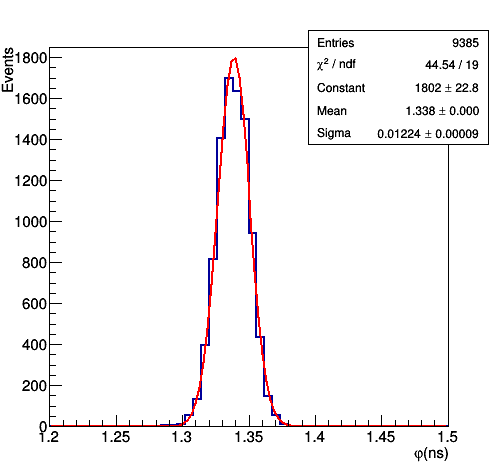 Events
Entries 9385
χ² / ndf 44.54 / 19
Constant 1802 ± 22.8
Mean 1.338 ± 0.000
Sigma 0.01224 ± 0.00009
1800
1600
1400
1200
1000
800
600
400
200
0
1.2 1.25 1.3 1.35 1.4 1.45 1.5
φ(ns)